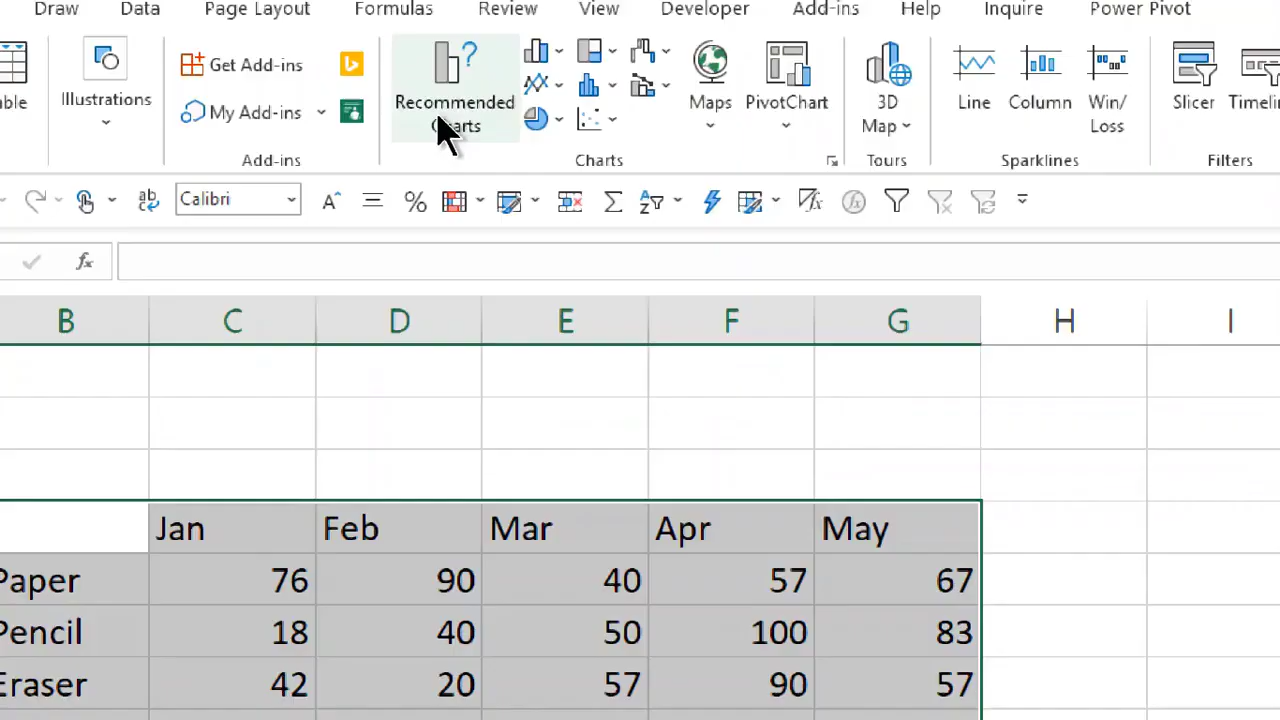 Draw Data Page Layout Formulas Review View Developer Add-ins Help Inquire Power Pivot
Illustrations
Get Add-ins
My Add-ins
Add-ins
Recommended
Charts
Maps
PivotChart
Charts
3D
Map
Tours
Line
Column
Win/
Loss
Sparklines
Slicer
Filters
Calibri
fx
B C D E F G H I
Jan Feb Mar Apr May
Paper 76 90 40 57 67
Pencil 18 40 50 100 83
Eraser 42 20 57 90 57